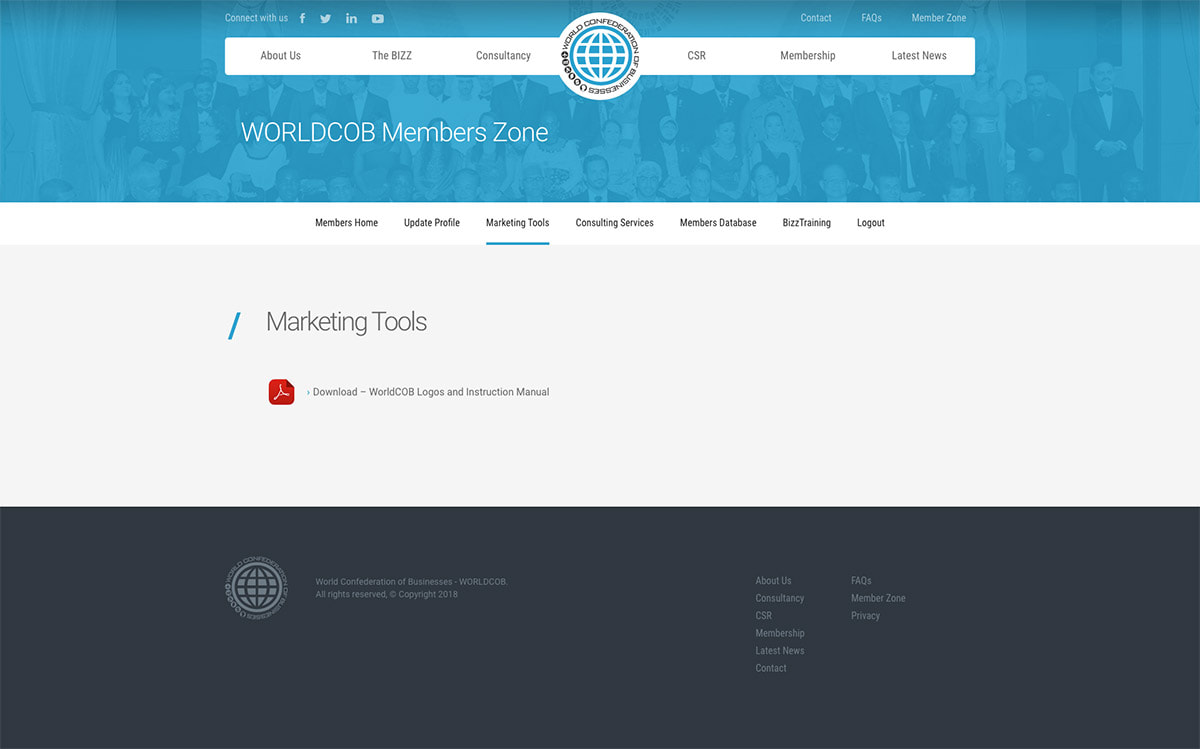 Connect with us
Contact FAQs Member Zone
About Us The BIZZ Consultancy CSR Membership Latest News
WORLD CONFEDERATION OF BUSINESSES
WORLDCOB Members Zone
Members Home Update Profile Marketing Tools Consulting Services Members Database BizzTraining Logout
/ Marketing Tools
› Download – WorldCOB Logos and Instruction Manual
WORLD CONFEDERATION OF BUSINESSES
World Confederation of Businesses - WORLDCOB.
All rights reserved, © Copyright 2018
About Us
Consultancy
CSR
Membership
Latest News
Contact
FAQs
Member Zone
Privacy